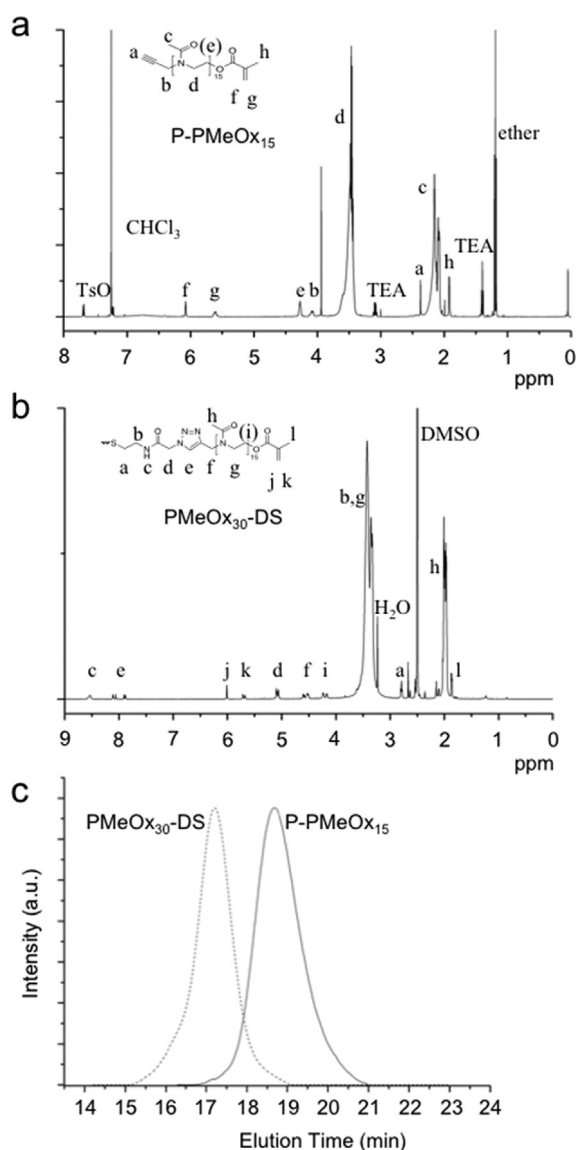 a
a
b
c
N
O
(e)
15
O
O
d
h
f g
P-PMeOx15
d
ether
c
CHCl3
TEA
a
h
TsO
f
g
e b
TEA
8 7 6 5 4 3 2 1 0
ppm
b
S
b
N
H
O
N=N
N
h
O
N
(i)
15
O
O
l
a c d e f g
j k
PMeOx30-DS
DMSO
b,g
h
H2O
c
e
j
k
d
f
i
a
l
9 8 7 6 5 4 3 2 1 0
ppm
c
PMeOx30-DS
P-PMeOx15
Intensity (a.u.)
14 15 16 17 18 19 20 21 22 23 24
Elution Time (min)